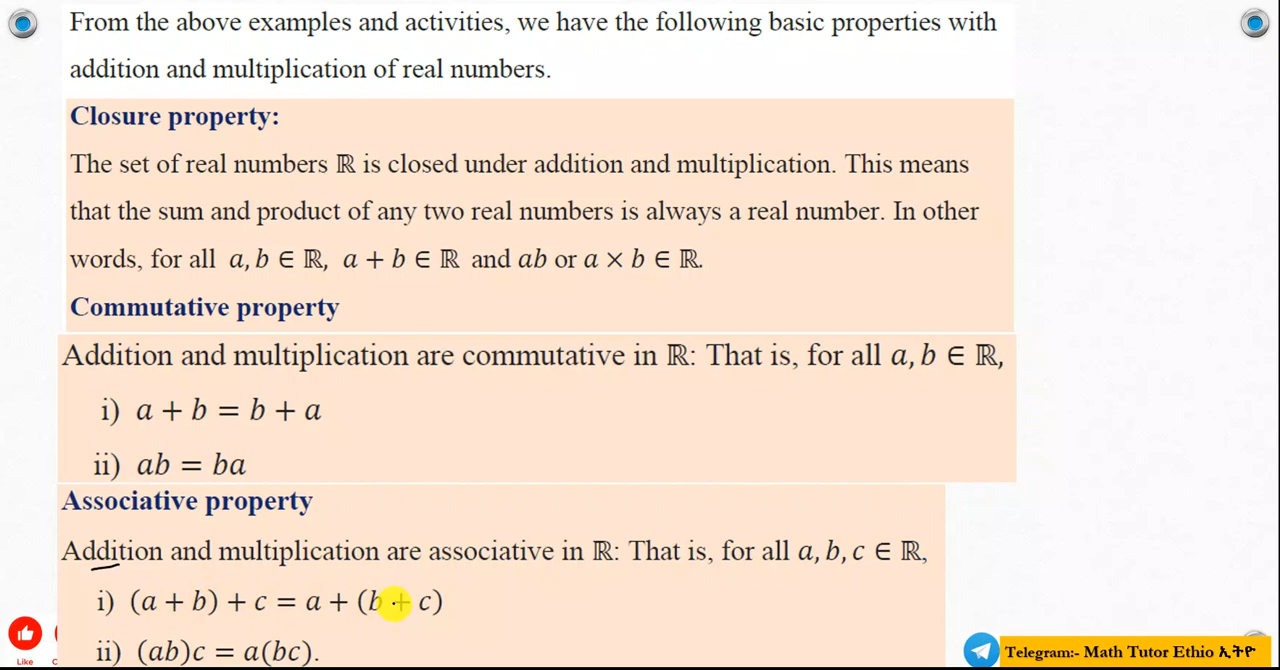 From the above examples and activities, we have the following basic properties with
addition and multiplication of real numbers.
Closure property:
The set of real numbers ℝ is closed under addition and multiplication. This means
that the sum and product of any two real numbers is always a real number. In other
words, for all a, b ∈ ℝ, a + b ∈ ℝ and ab or a × b ∈ ℝ.
Commutative property
Addition and multiplication are commutative in ℝ: That is, for all a, b ∈ ℝ,
i) a + b = b + a
ii) ab = ba
Associative property
Addition and multiplication are associative in ℝ: That is, for all a, b, c ∈ ℝ,
i) (a + b) + c = a + (b + c)
ii) (ab)c = a(bc).
Like
Telegram:- Math Tutor Ethio ኢትዮ